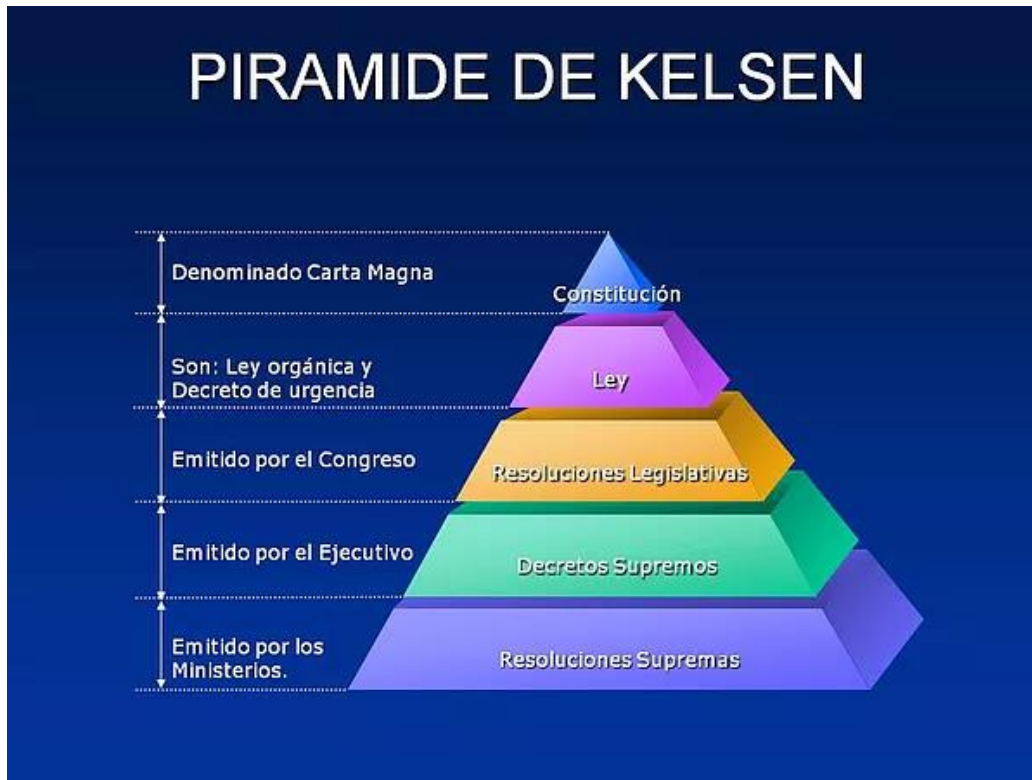 PIRAMIDE DE KELSEN
Denominado Carta Magna
Constitución
Son: Ley orgánica y
Decreto de urgencia
Ley
Emitido por el Congreso
Resoluciones Legislativas
Emitido por el Ejecutivo
Decretos Supremos
Emitido por los
Ministerios.
Resoluciones Supremas